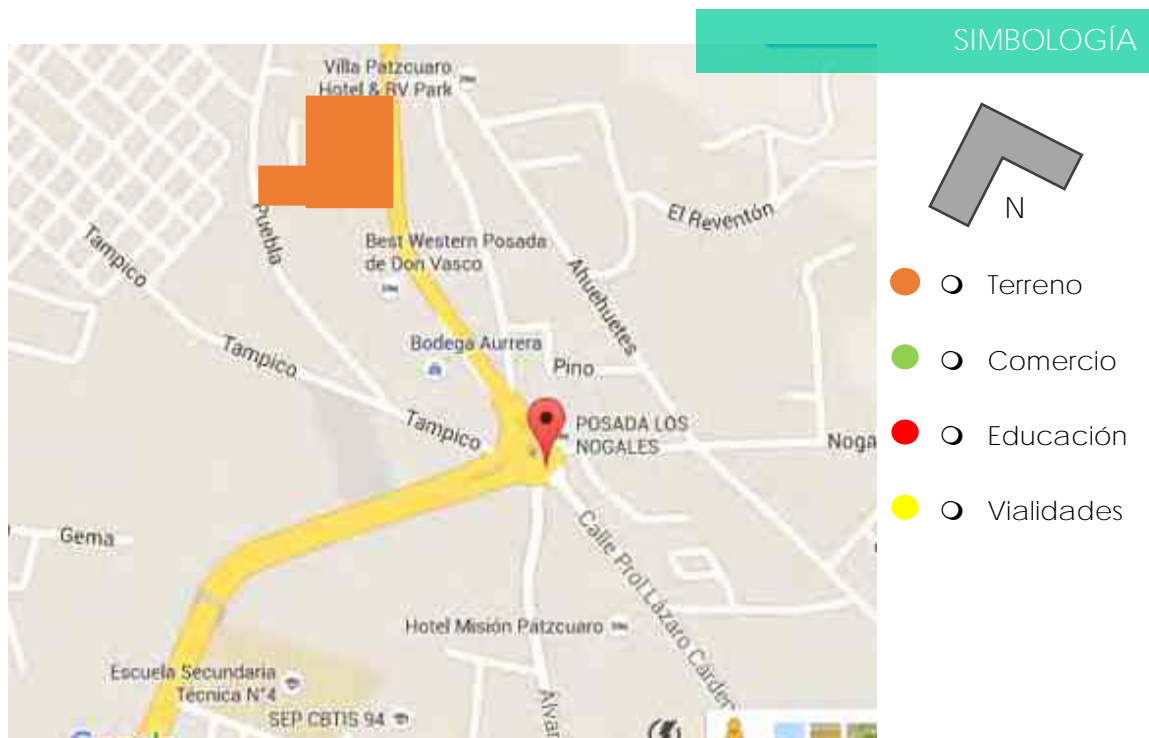 SIMBOLOGÍA
Villa Patzcuaro
Hotel & RV Park
Puebla
Tampico
El Reventón
Best Western Posada
de Don Vasco
Ahuehuetes
Tampico
Bodega Aurrera
Pino
Tampico
POSADA LOS
NOGALES
Noga
Gema
Calle Prol Lázaro Cárder
Hotel Misión Patzcuaro
Escuela Secundaria
Técnica N°4
SEP CBTIS 94
Alvar
N
Terreno
Comercio
Educación
Vialidades